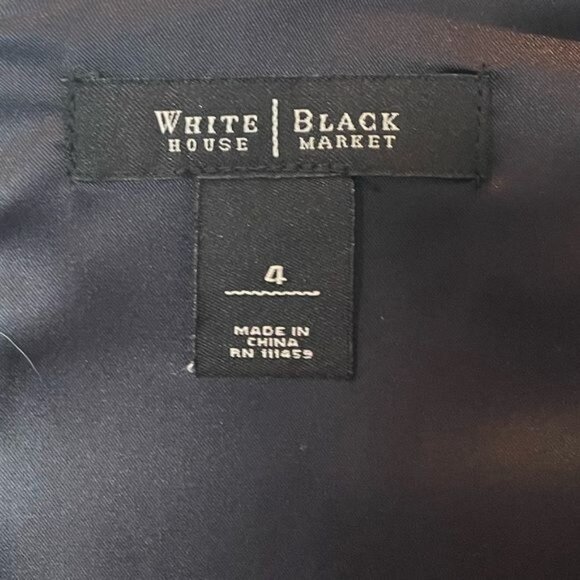 WHITE | BLACK
HOUSE | MARKET
4
MADE IN
CHINA
RN 111459